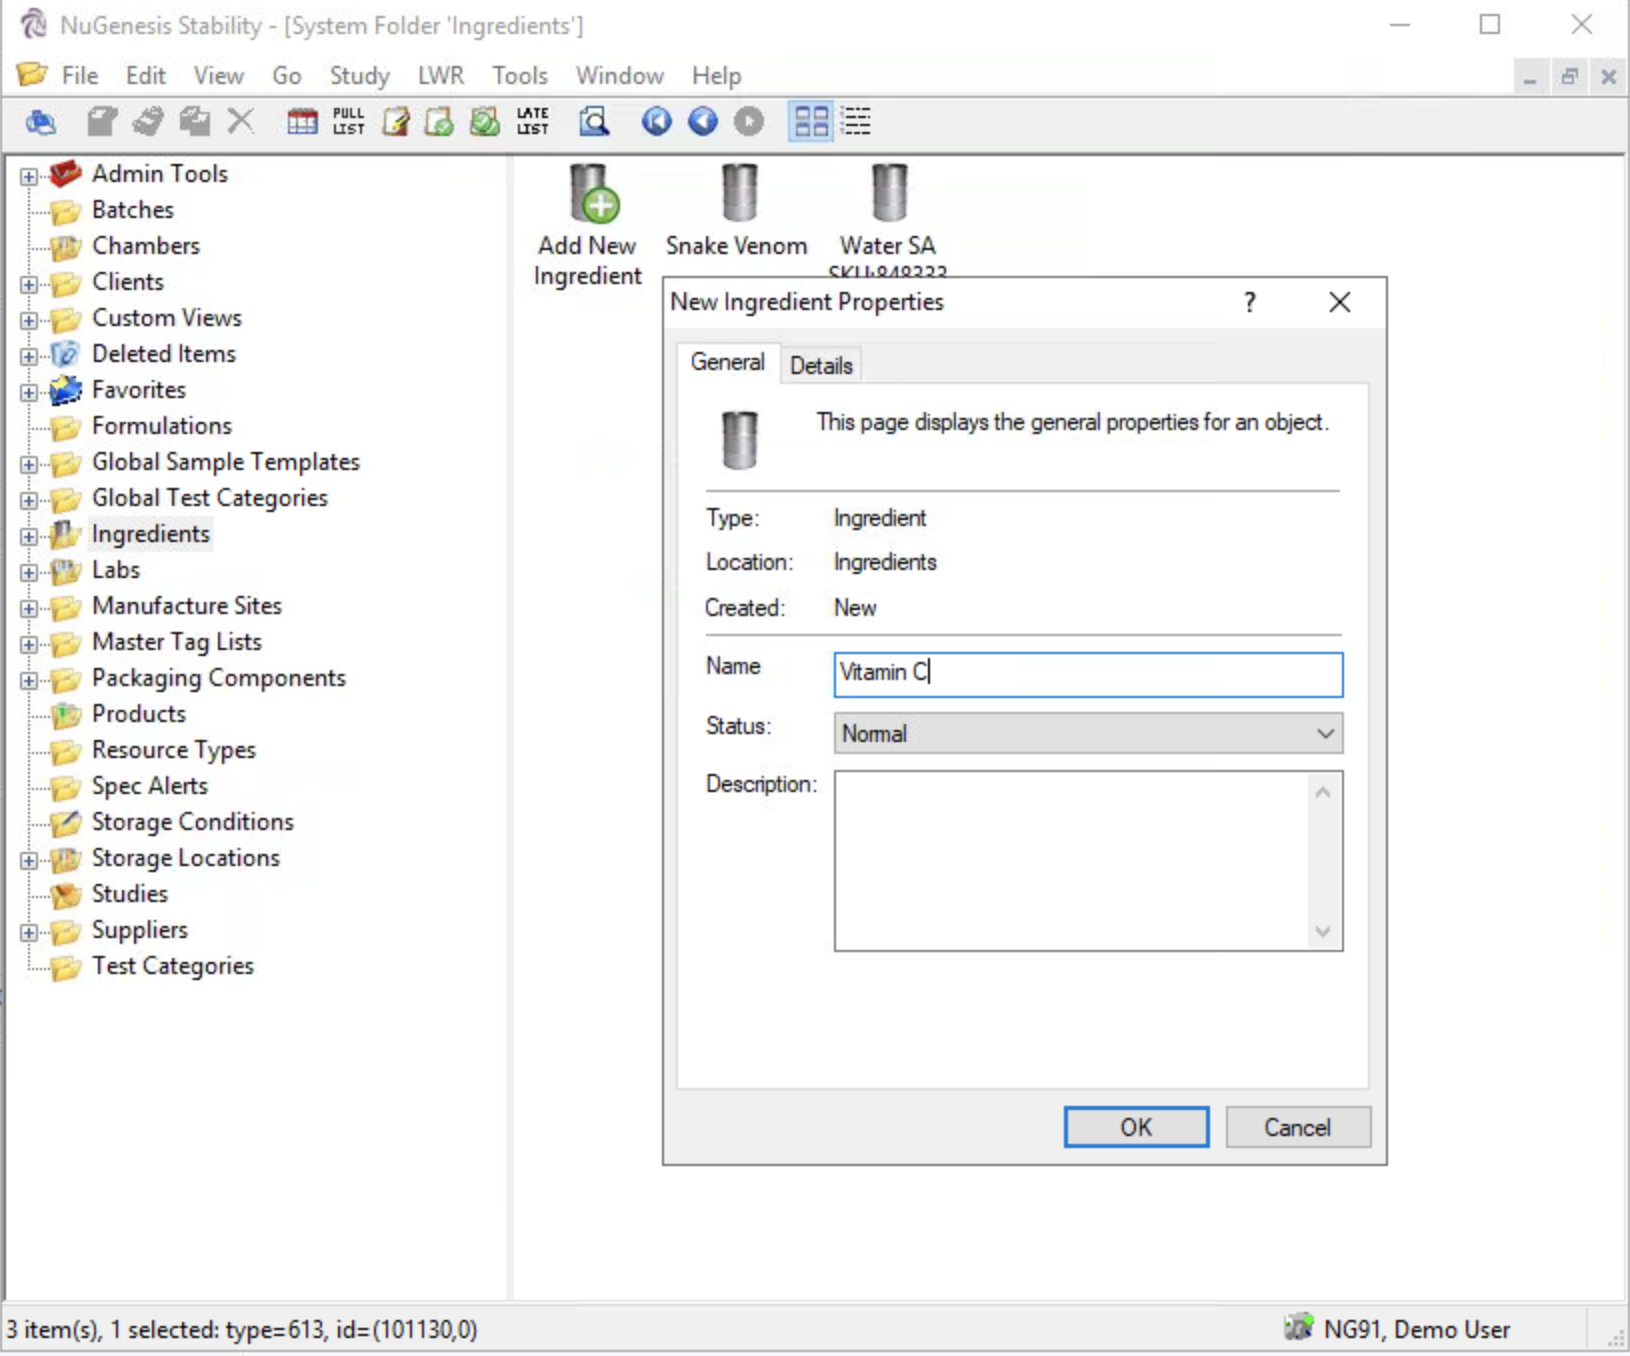 NuGenesis Stability - [System Folder 'Ingredients']
File Edit View Go Study LWR Tools Window Help
PULL LIST
LATE LIST
Admin Tools
Batches
Chambers
Clients
Custom Views
Deleted Items
Favorites
Formulations
Global Sample Templates
Global Test Categories
Ingredients
Labs
Manufacture Sites
Master Tag Lists
Packaging Components
Products
Resource Types
Spec Alerts
Storage Conditions
Storage Locations
Studies
Suppliers
Test Categories
Add New Ingredient
Snake Venom
Water SA
SKU:848333
New Ingredient Properties
General Details
This page displays the general properties for an object.
Type: Ingredient
Location: Ingredients
Created: New
Name Vitamin C
Status: Normal
Description:
OK Cancel
3 item(s), 1 selected: type=613, id=(101130,0)
NG91, Demo User